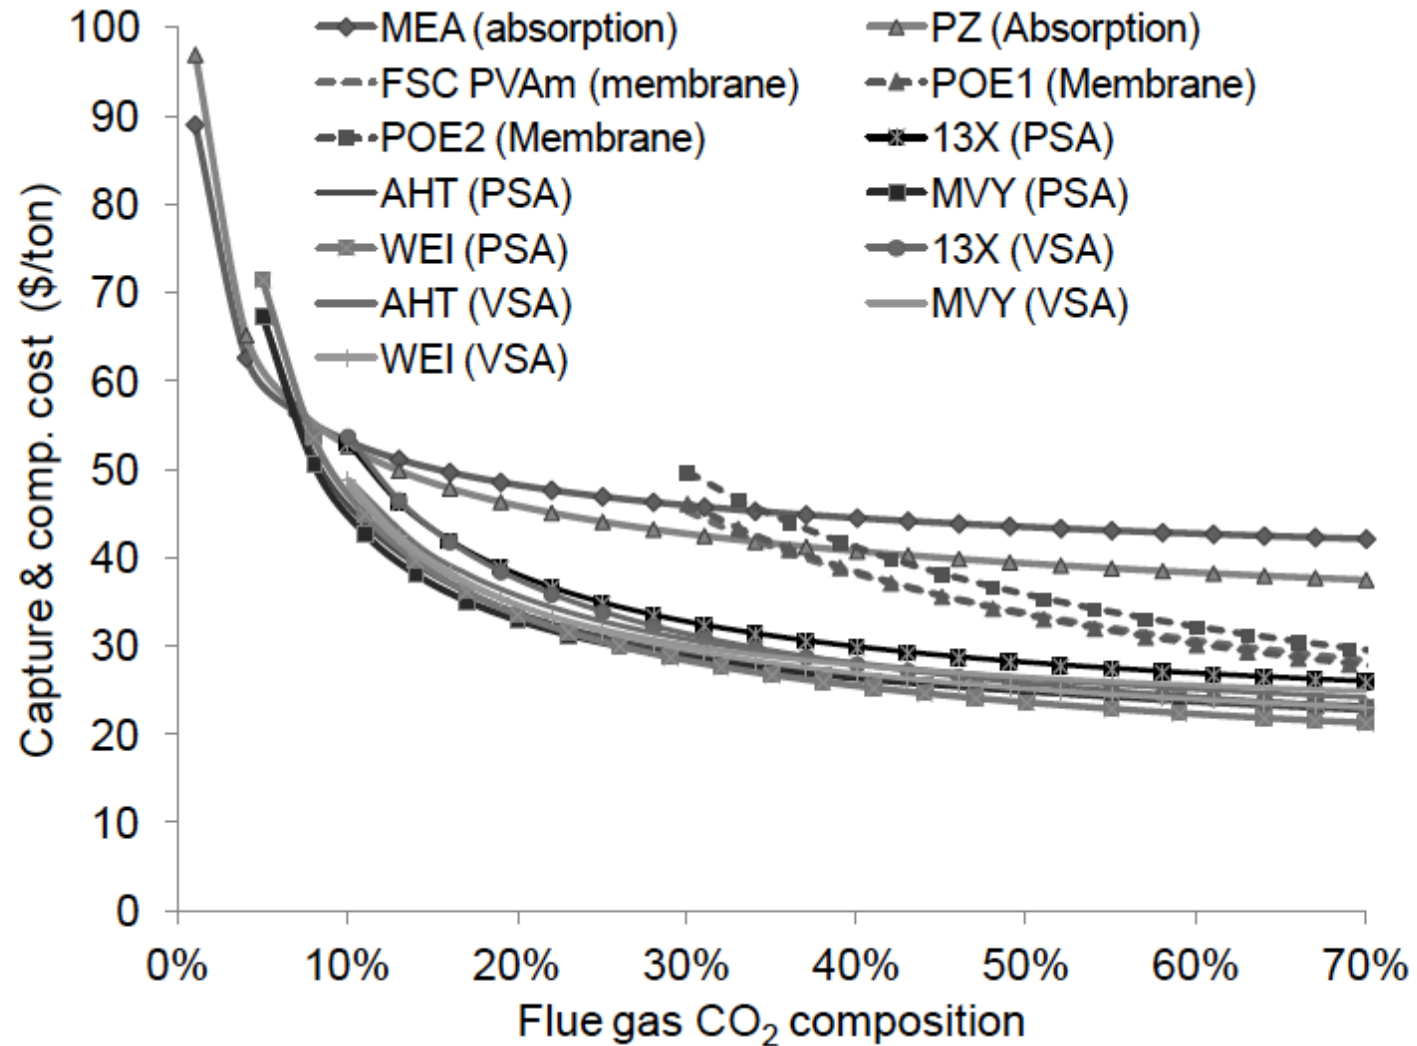 100
90
80
70
60
50
40
30
20
10
0
Capture & comp. cost ($/ton)
MEA (absorption) PZ (Absorption)
FSC PVAm (membrane) POE1 (Membrane)
POE2 (Membrane) 13X (PSA)
AHT (PSA) MVY (PSA)
WEI (PSA) 13X (VSA)
AHT (VSA) MVY (VSA)
WEI (VSA)
0% 10% 20% 30% 40% 50% 60% 70%
Flue gas CO₂ composition